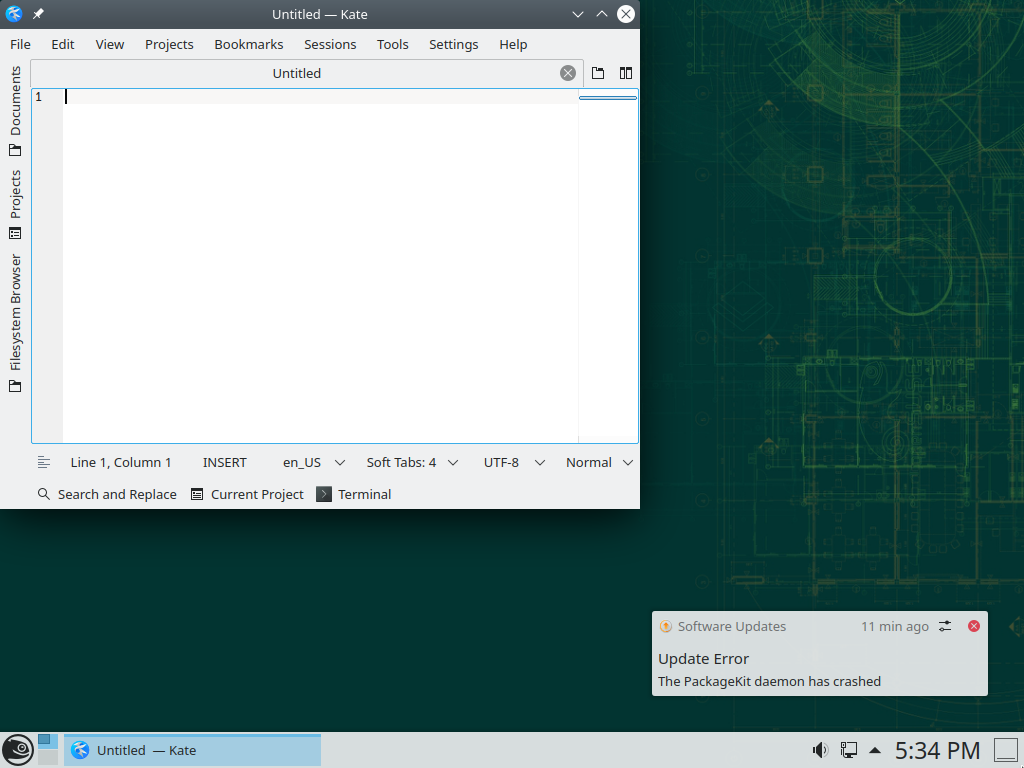 Untitled — Kate
File Edit View Projects Bookmarks Sessions Tools Settings Help
Untitled
Documents
Projects
Filesystem Browser
1
Line 1, Column 1 INSERT en_US Soft Tabs: 4 UTF-8 Normal
Search and Replace Current Project Terminal
Software Updates 11 min ago
Update Error
The PackageKit daemon has crashed
Untitled — Kate
5:34 PM